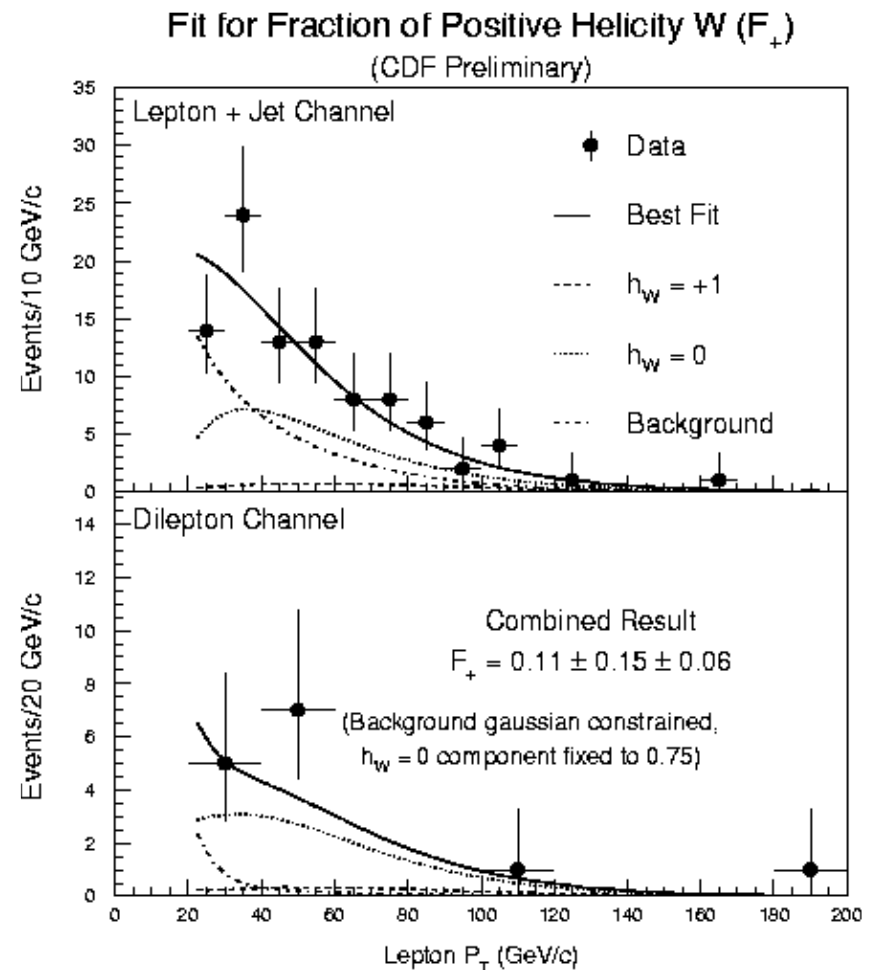 Fit for Fraction of Positive Helicity W (F+)
(CDF Preliminary)
Lepton + Jet Channel
Data
Best Fit
hW = +1
hW = 0
Background
Events/10 GeV/c
35
30
25
20
15
10
5
0
Dilepton Channel
Combined Result
F+ = 0.11 ± 0.15 ± 0.06
(Background gaussian constrained,
hW = 0 component fixed to 0.75)
Events/20 GeV/c
14
12
10
8
6
4
2
0
0 20 40 60 80 100 120 140 160 180 200
Lepton PT (GeV/c)